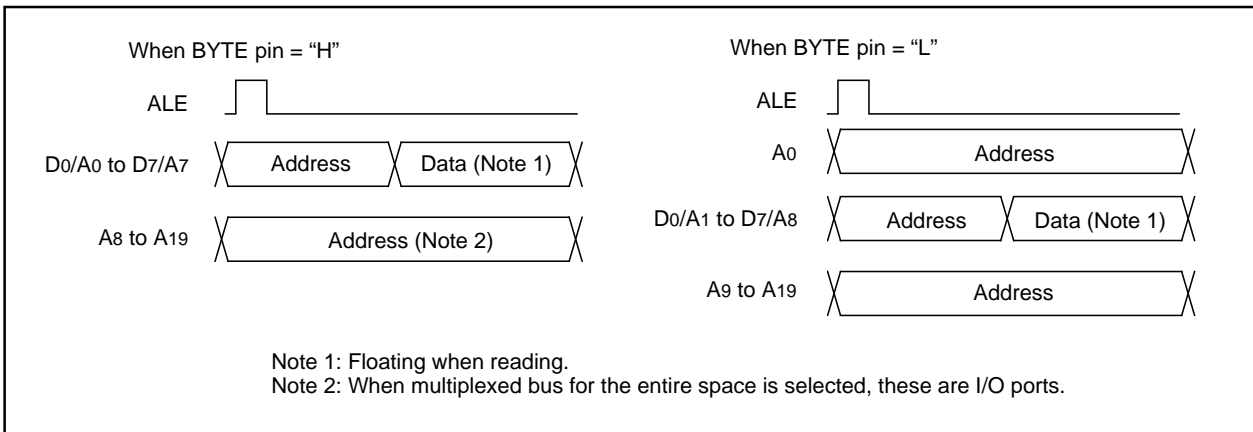 When BYTE pin = “H”
ALE
D0/A0 to D7/A7
Address
Data (Note 1)
A8 to A19
Address (Note 2)
When BYTE pin = “L”
ALE
A0
Address
D0/A1 to D7/A8
Address
Data (Note 1)
A9 to A19
Address
Note 1: Floating when reading.
Note 2: When multiplexed bus for the entire space is selected, these are I/O ports.